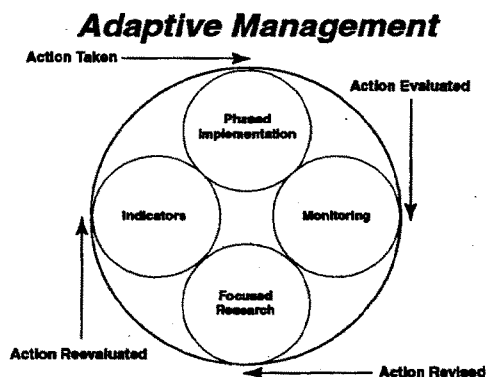 Adaptive Management
Action Taken
Action Evaluated
Phased
Implementation
Indicators
Monitoring
Focused
Research
Action Reevaluated
Action Revised